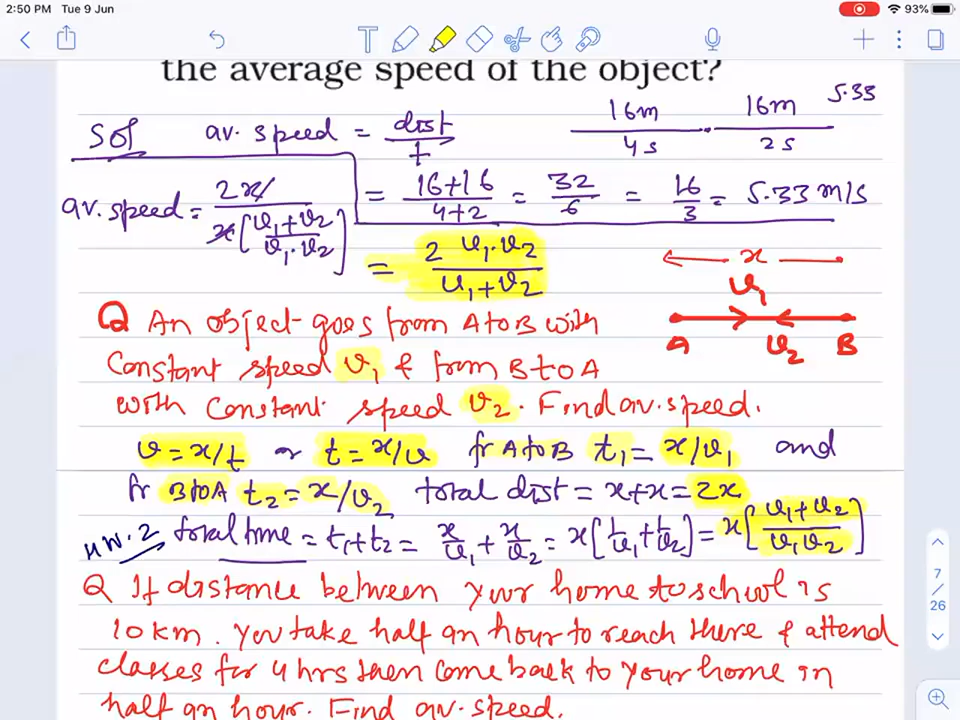 2:50 PM Tue 9 Jun 93%
T
the average speed of the object?
Sol av. speed = dist/t 16m/4s 16m/2s 5.33
av. speed = 2x/x[v₁+v₂/v₁.v₂] = 16+16/4+2 = 32/6 = 16/3 = 5.33 m/s
= 2 v₁.v₂/v₁+v₂
x
v₁
A v₂ B
Q An object goes from A to B with
Constant speed v₁ & from B to A
with Constant speed v₂. Find av. speed.
v = x/t or t = x/v fr A to B t₁ = x/v₁ and
fr B to A t₂ = x/v₂ total dist = x+x = 2x
HW.2 total time = t₁+t₂ = x/v₁ + x/v₂ = x[1/v₁+1/v₂] = x[v₁+v₂/v₁v₂]
Q If distance between your home to school is
10 km. You take half an hour to reach there & attend
classes for 4 hrs then come back to your home in
half an hour. Find av. speed.
7
/
26